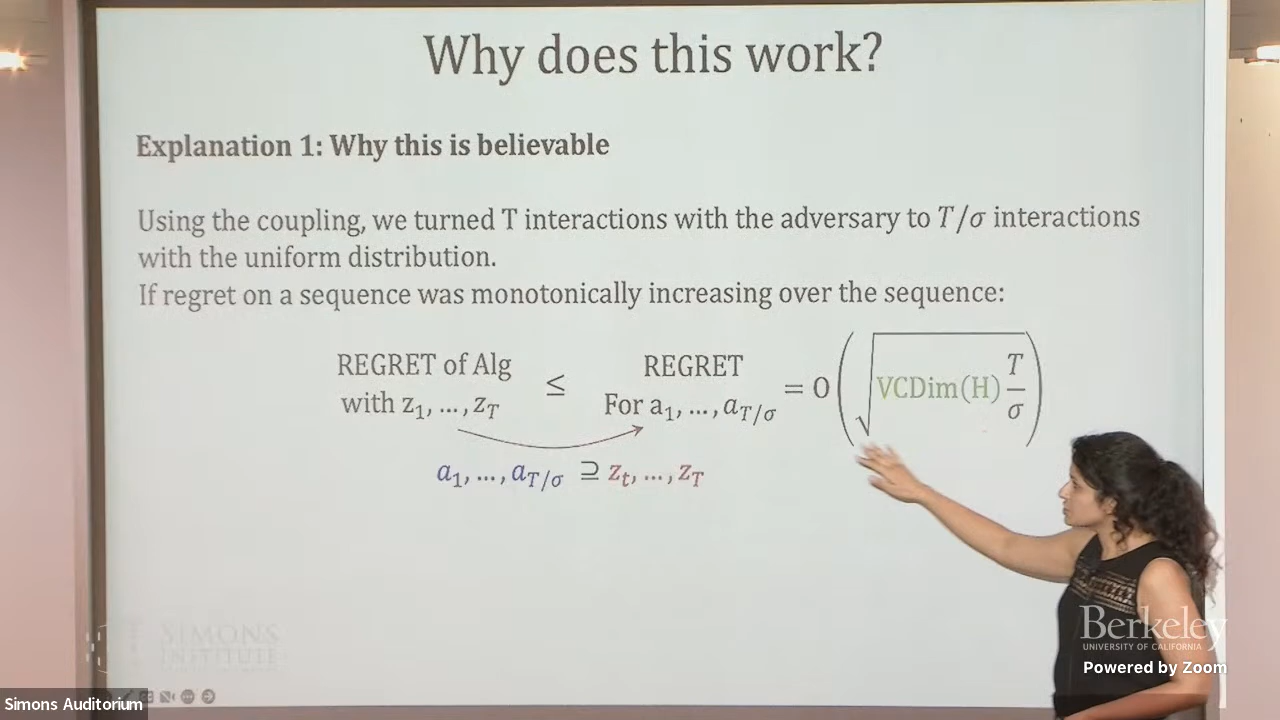 Why does this work?
Explanation 1: Why this is believable
Using the coupling, we turned T interactions with the adversary to T/σ interactions
with the uniform distribution.
If regret on a sequence was monotonically increasing over the sequence:
REGRET of Alg
with z₁, …, z_T
≤
REGRET
For a₁, …, a_{T/σ}
= O(√(VCDim(H) T/σ))
a₁, …, a_{T/σ} ⊇ z_t, …, z_T
SIMONS
INSTITUTE
Berkeley
UNIVERSITY OF CALIFORNIA
Powered by Zoom
Simons Auditorium